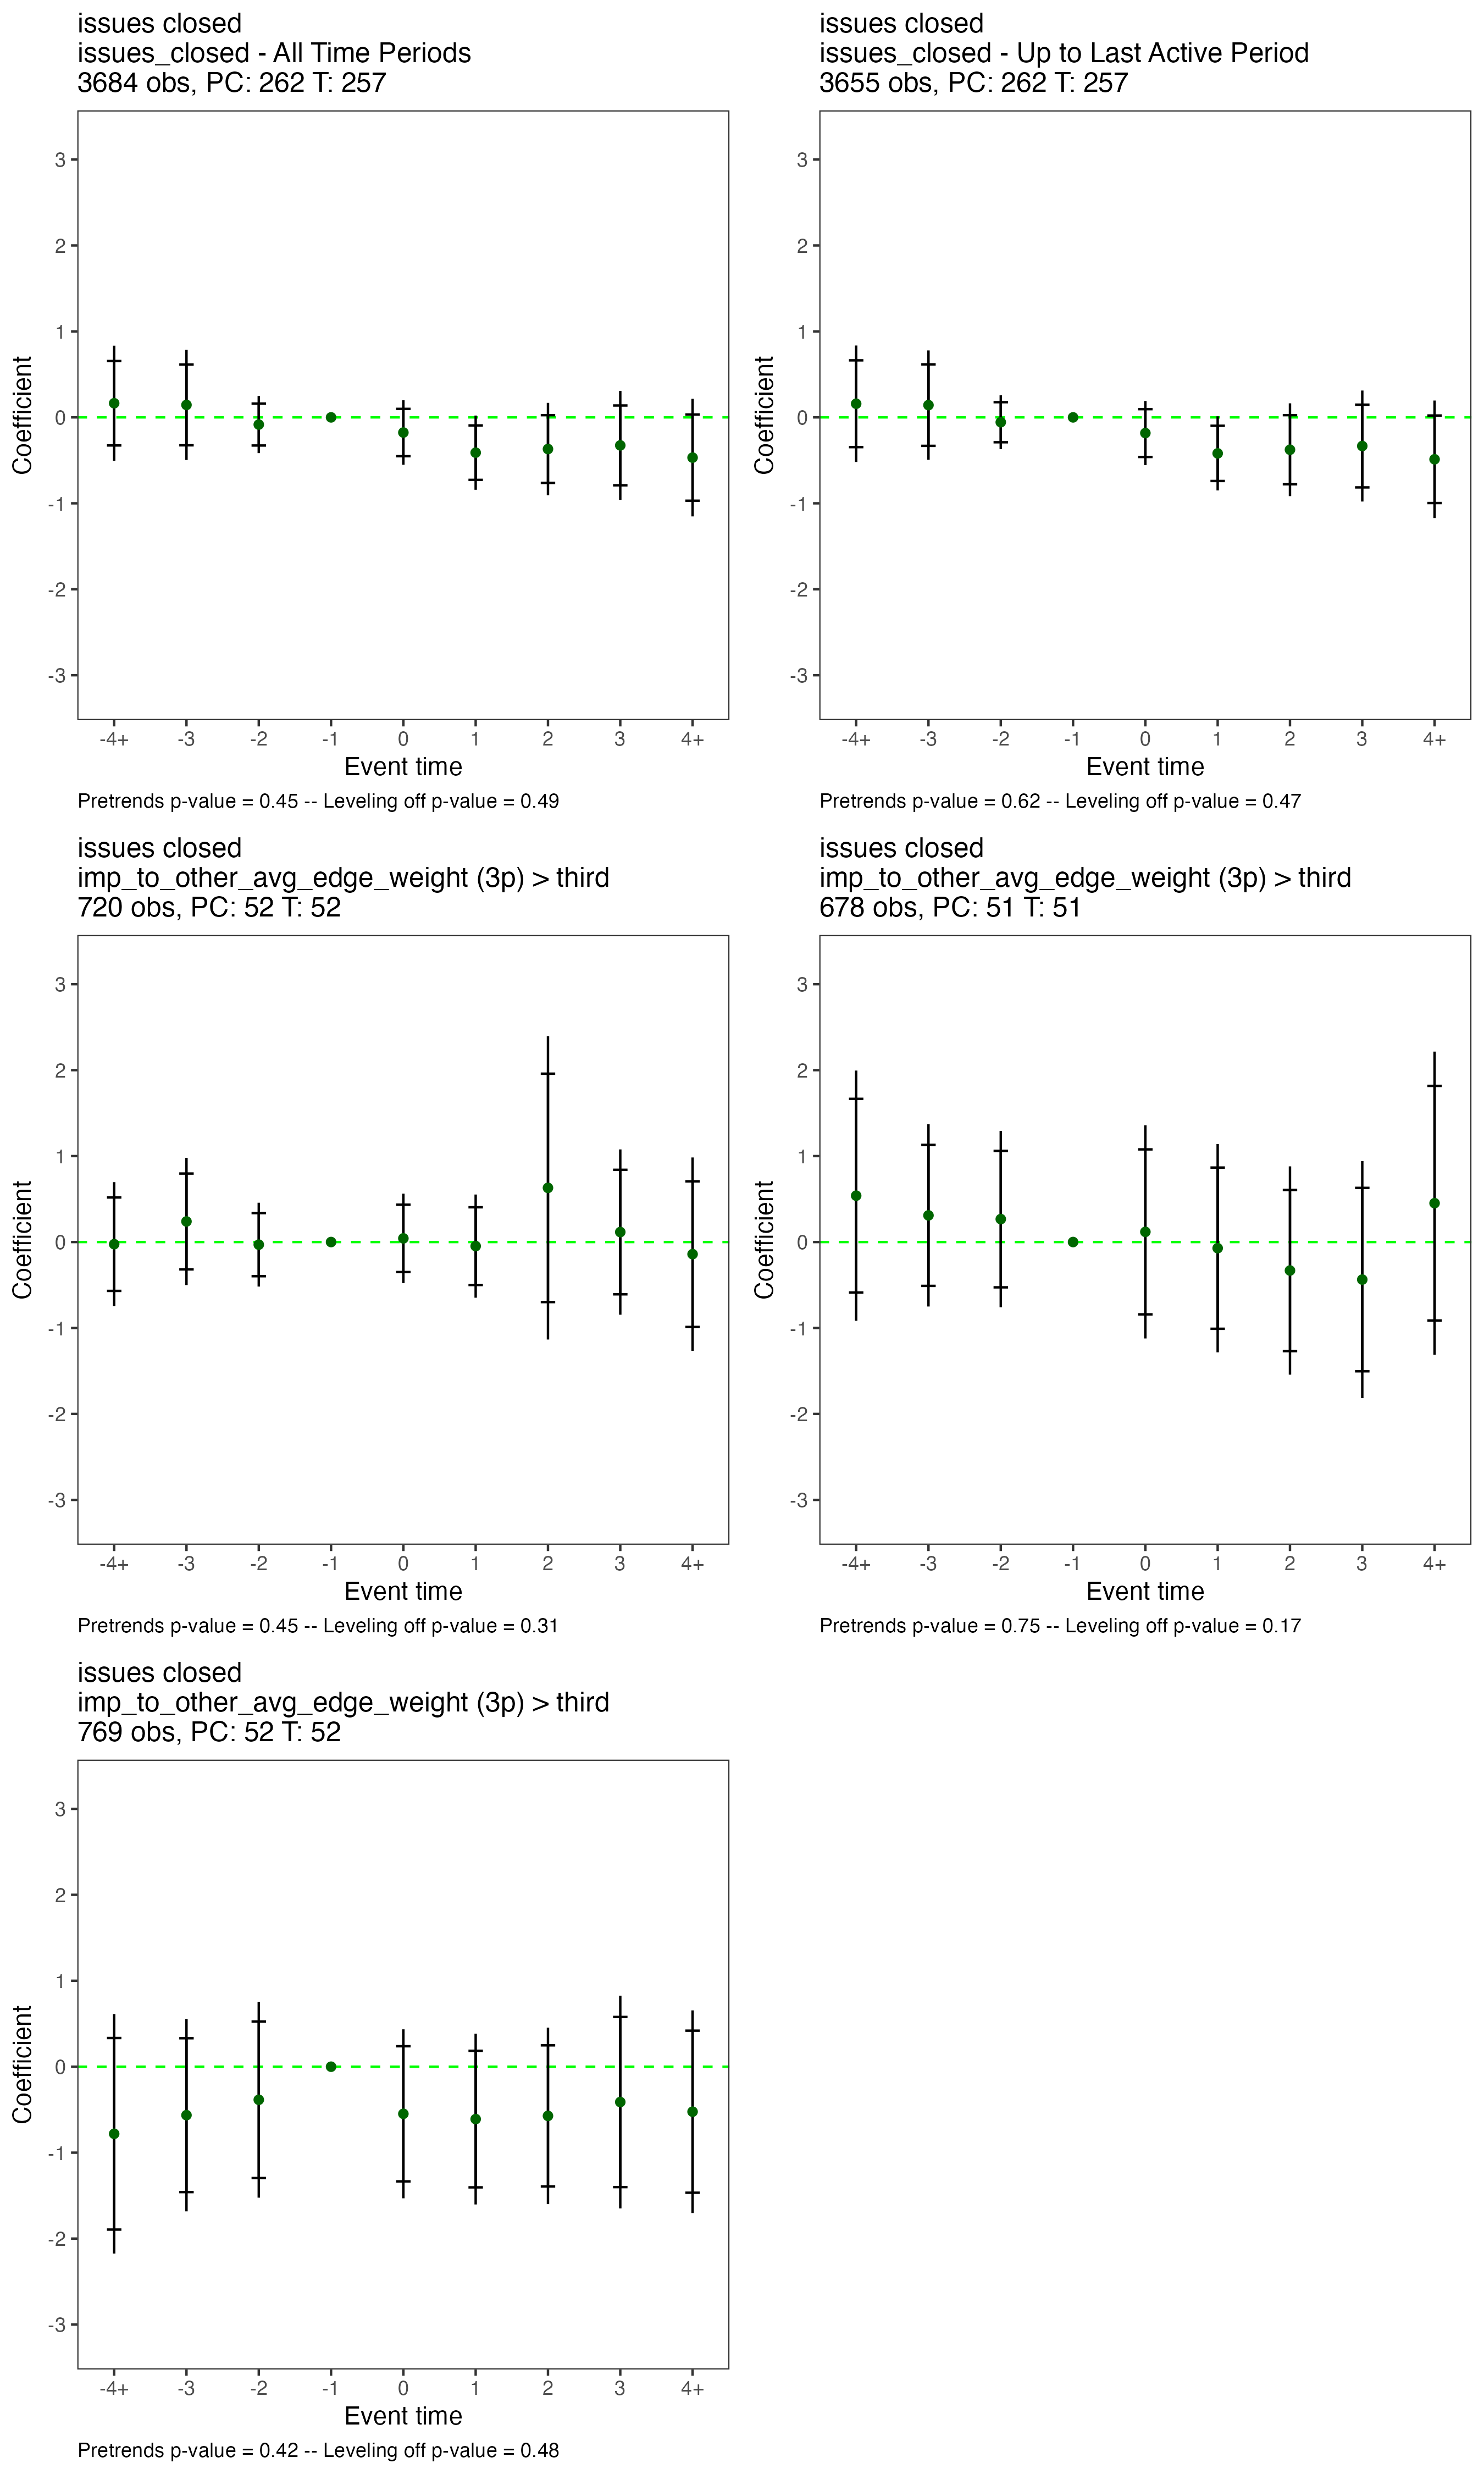 issues closed
issues_closed - All Time Periods
3684 obs, PC: 262 T: 257
Coefficient
3
2
1
0
-1
-2
-3
-4+ -3 -2 -1 0 1 2 3 4+
Event time
Pretrends p-value = 0.45 -- Leveling off p-value = 0.49
issues closed
issues_closed - Up to Last Active Period
3655 obs, PC: 262 T: 257
Coefficient
3
2
1
0
-1
-2
-3
-4+ -3 -2 -1 0 1 2 3 4+
Event time
Pretrends p-value = 0.62 -- Leveling off p-value = 0.47
issues closed
imp_to_other_avg_edge_weight (3p) > third
720 obs, PC: 52 T: 52
Coefficient
3
2
1
0
-1
-2
-3
-4+ -3 -2 -1 0 1 2 3 4+
Event time
Pretrends p-value = 0.45 -- Leveling off p-value = 0.31
issues closed
imp_to_other_avg_edge_weight (3p) > third
678 obs, PC: 51 T: 51
Coefficient
3
2
1
0
-1
-2
-3
-4+ -3 -2 -1 0 1 2 3 4+
Event time
Pretrends p-value = 0.75 -- Leveling off p-value = 0.17
issues closed
imp_to_other_avg_edge_weight (3p) > third
769 obs, PC: 52 T: 52
Coefficient
3
2
1
0
-1
-2
-3
-4+ -3 -2 -1 0 1 2 3 4+
Event time
Pretrends p-value = 0.42 -- Leveling off p-value = 0.48